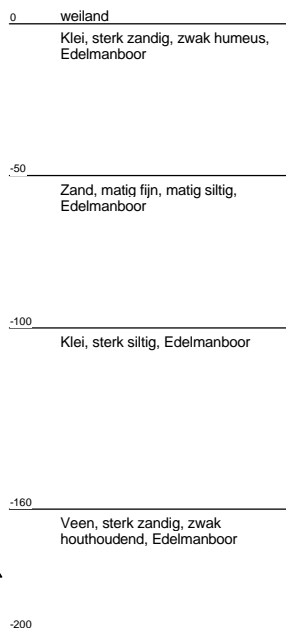 0 weiland
Klei, sterk zandig, zwak humeus,
Edelmanboor
-50
Zand, matig fijn, matig siltig,
Edelmanboor
-100
Klei, sterk siltig, Edelmanboor
-160
Veen, sterk zandig, zwak
houthoudend, Edelmanboor
-200